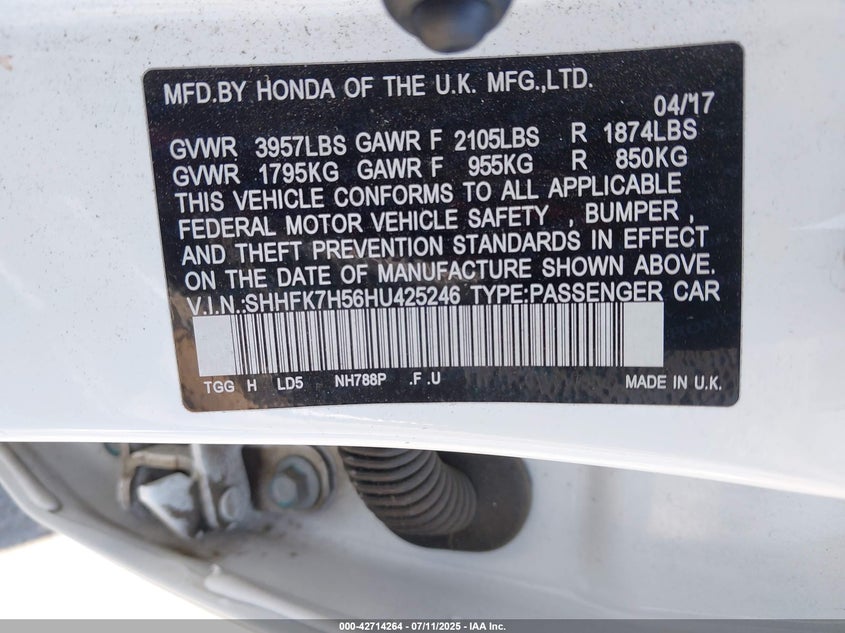 MFD.BY HONDA OF THE U.K. MFG.,LTD.
04/17
GVWR 3957LBS GAWR F 2105LBS R 1874LBS
GVWR 1795KG GAWR F 955KG R 850KG
THIS VEHICLE CONFORMS TO ALL APPLICABLE
FEDERAL MOTOR VEHICLE SAFETY , BUMPER ,
AND THEFT PREVENTION STANDARDS IN EFFECT
ON THE DATE OF MANUFACTURE SHOWN ABOVE.
V.I.N.:SHHFK7H56HU425246 TYPE:PASSENGER CAR
TGG H LD5 NH788P .F .U MADE IN U.K.
000-42714264 - 07/11/2025 - IAA Inc.